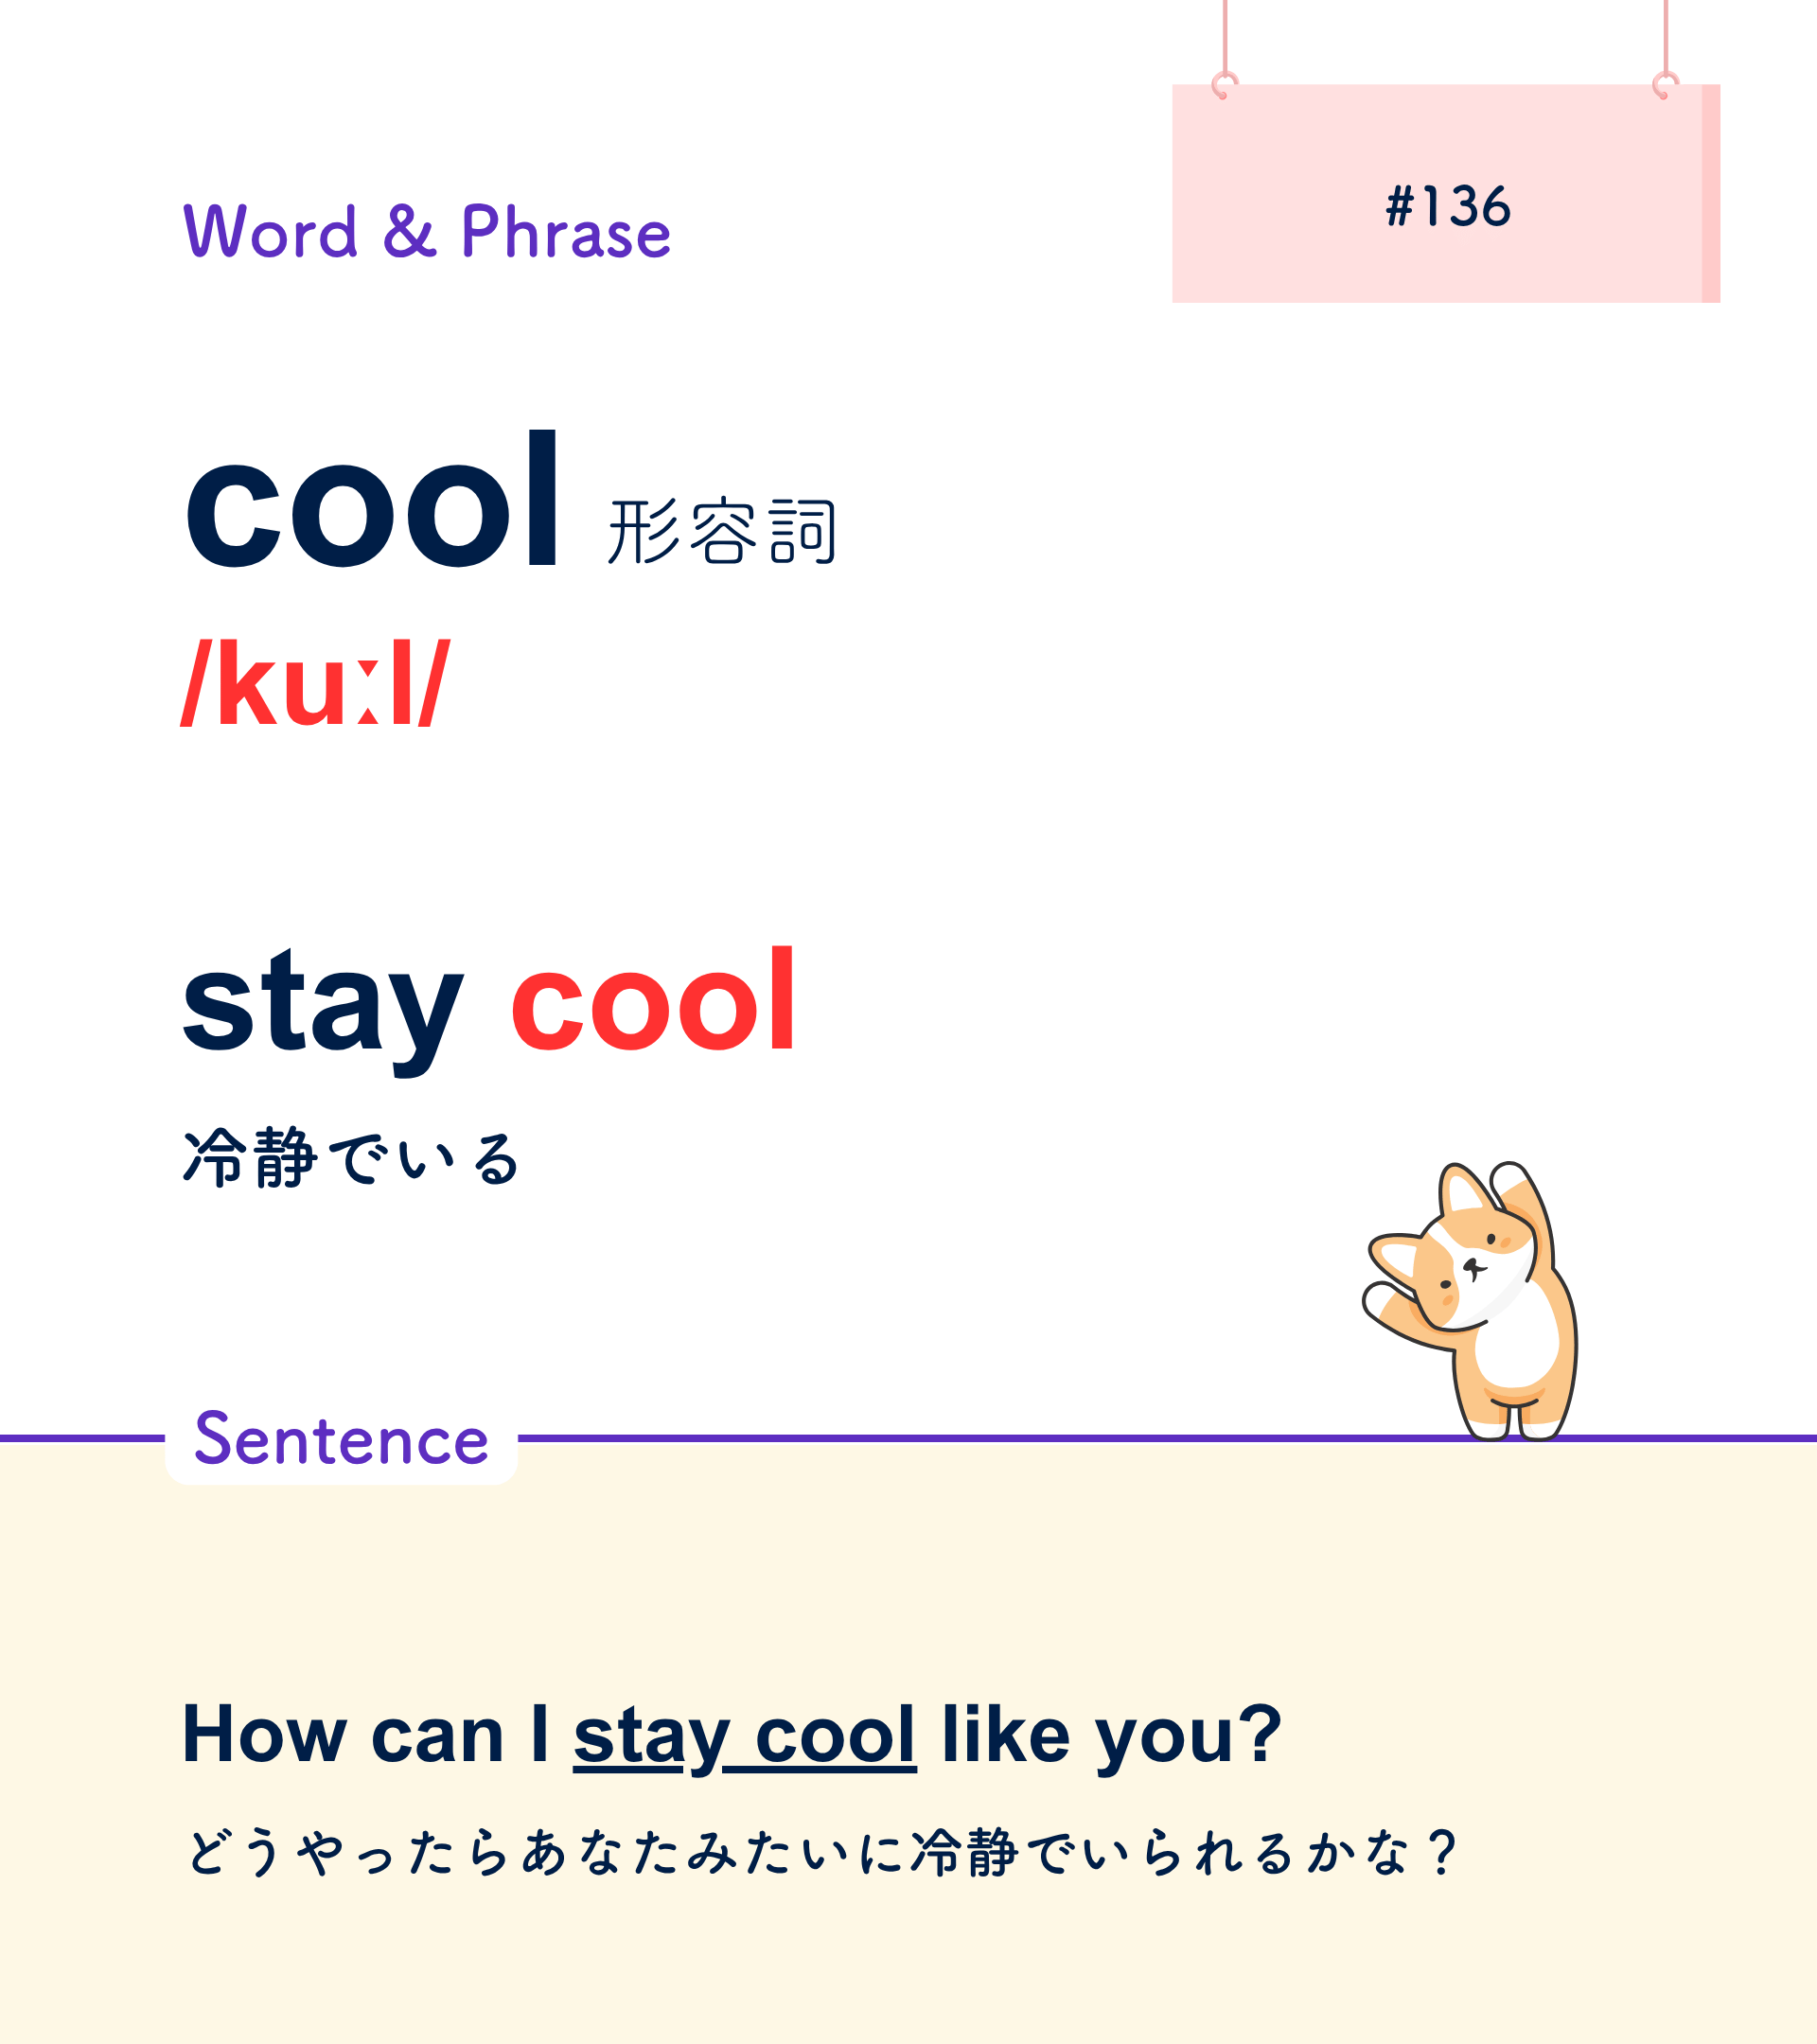 #136
Word & Phrase
cool 形容詞
/kuːl/
stay cool
冷静でいる
Sentence
How can I stay cool like you?
どうやったらあなたみたいに冷静でいられるかな？